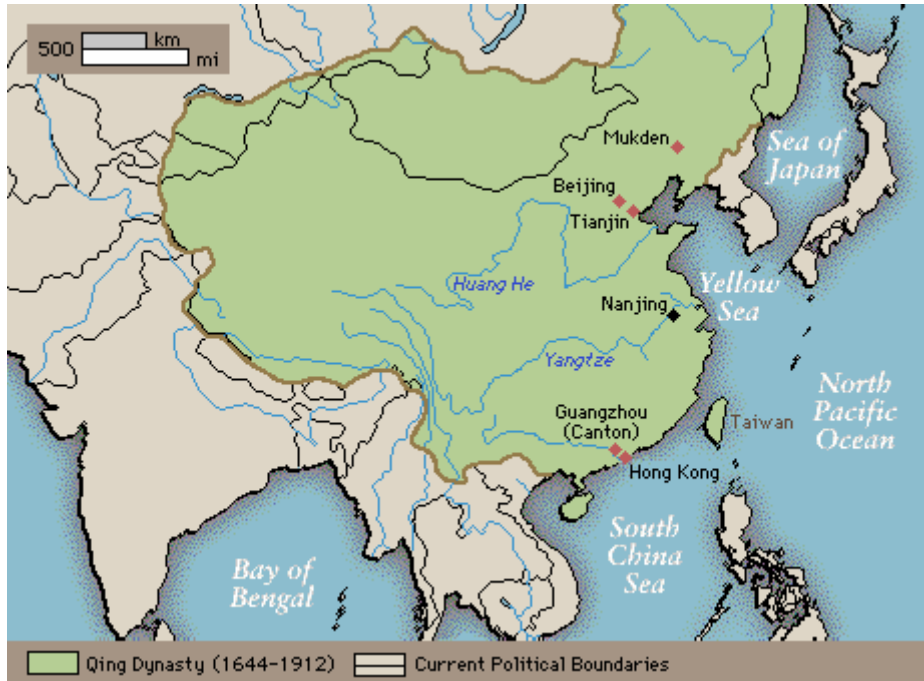 500 km
mi
Mukden
Sea of
Japan
Beijing
Tianjin
Huang He
Yellow
Sea
Nanjing
Yangtze
North
Pacific
Ocean
Guangzhou
(Canton)
Taiwan
Hong Kong
South
China
Sea
Bay of
Bengal
Qing Dynasty (1644-1912)
Current Political Boundaries